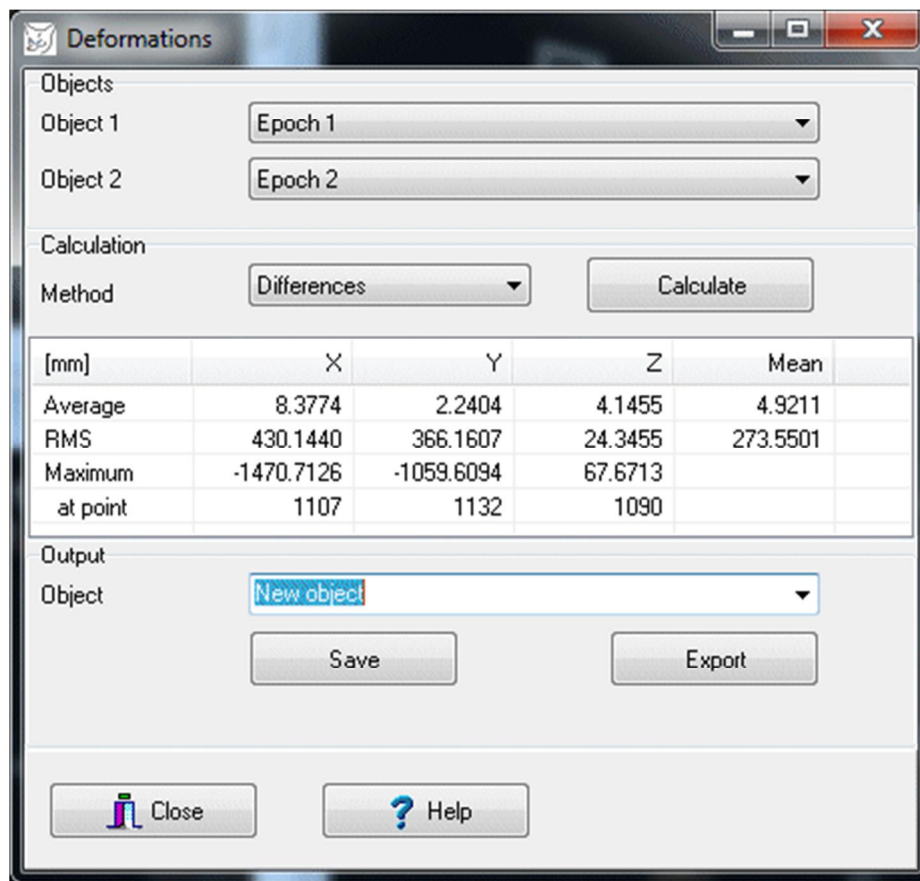 Deformations
Objects
Object 1 Epoch 1
Object 2 Epoch 2
Calculation
Method Differences Calculate
[mm] X Y Z Mean
Average 8.3774 2.2404 4.1455 4.9211
RMS 430.1440 366.1607 24.3455 273.5501
Maximum -1470.7126 -1059.6094 67.6713
at point 1107 1132 1090
Output
Object New object
Save Export
Close ? Help